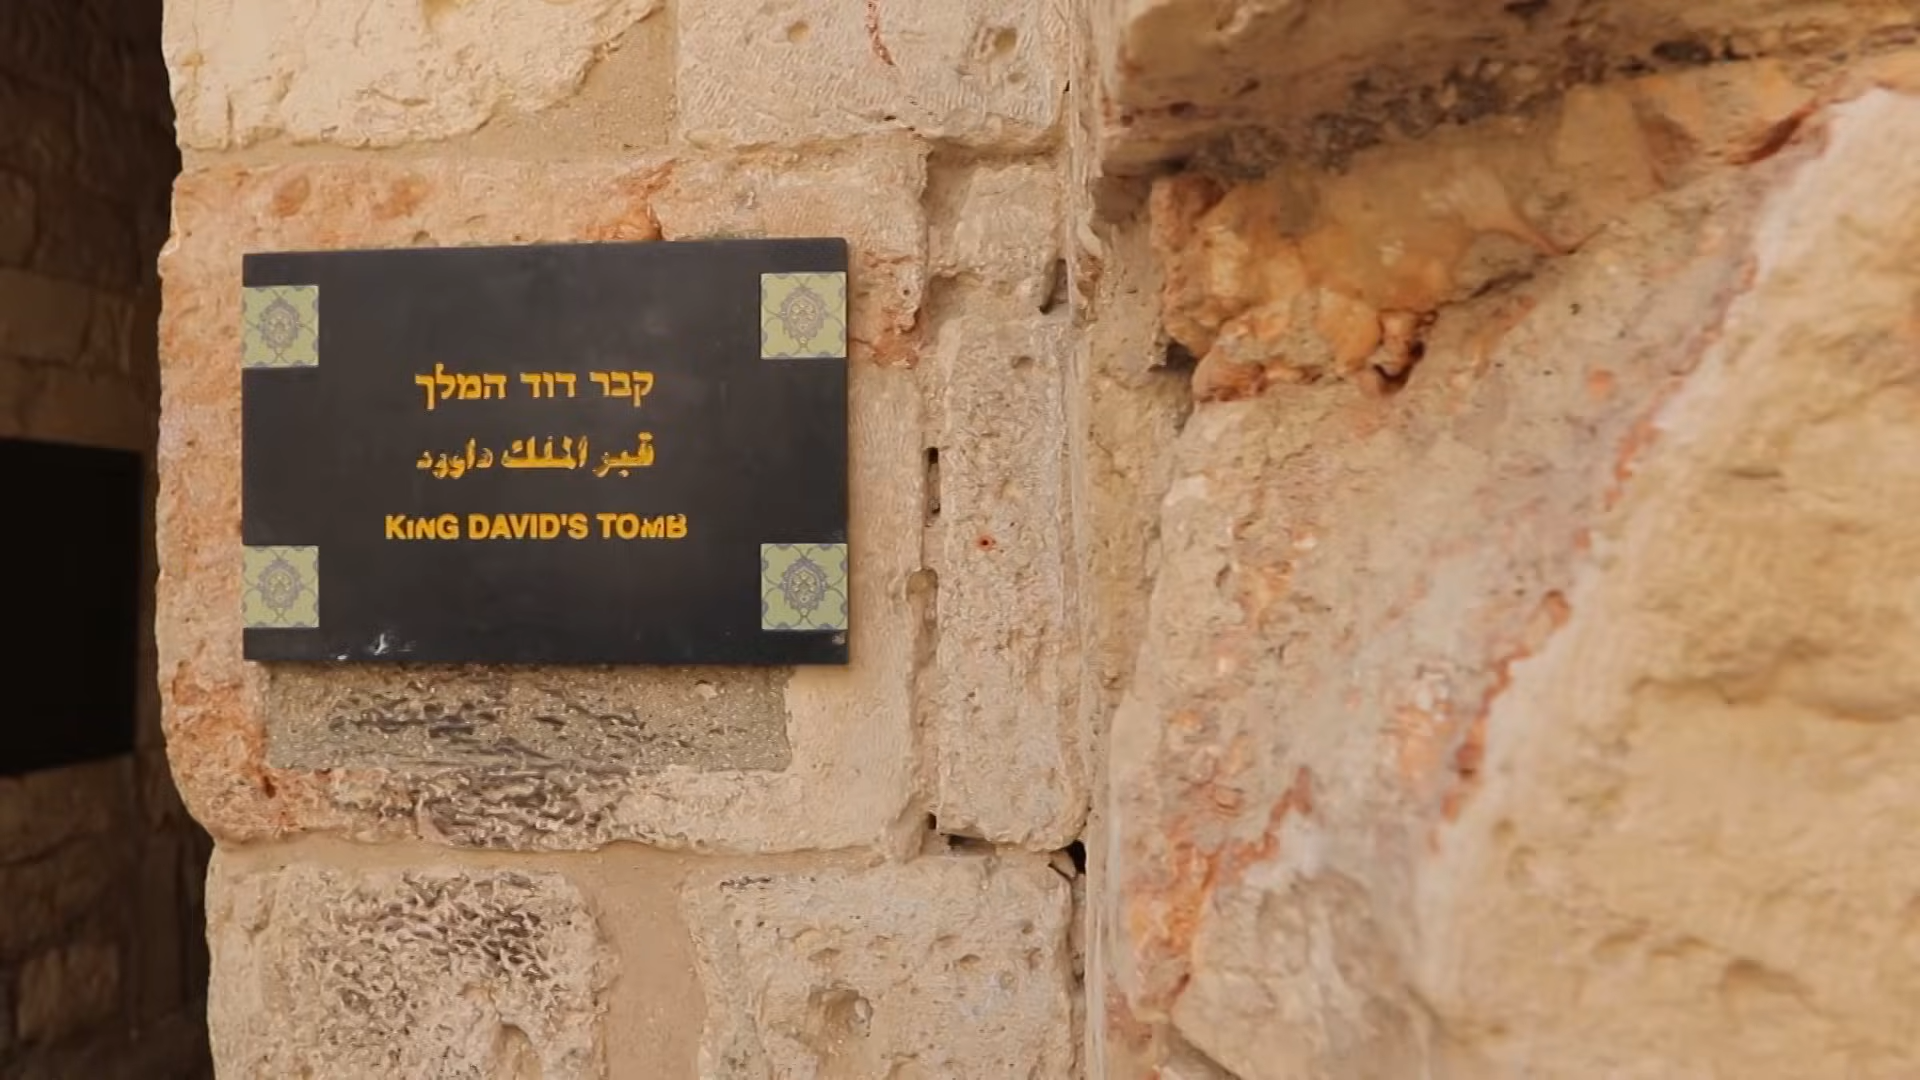 קבר דוד המלך
قبر الملك داوود
KING DAVID'S TOMB